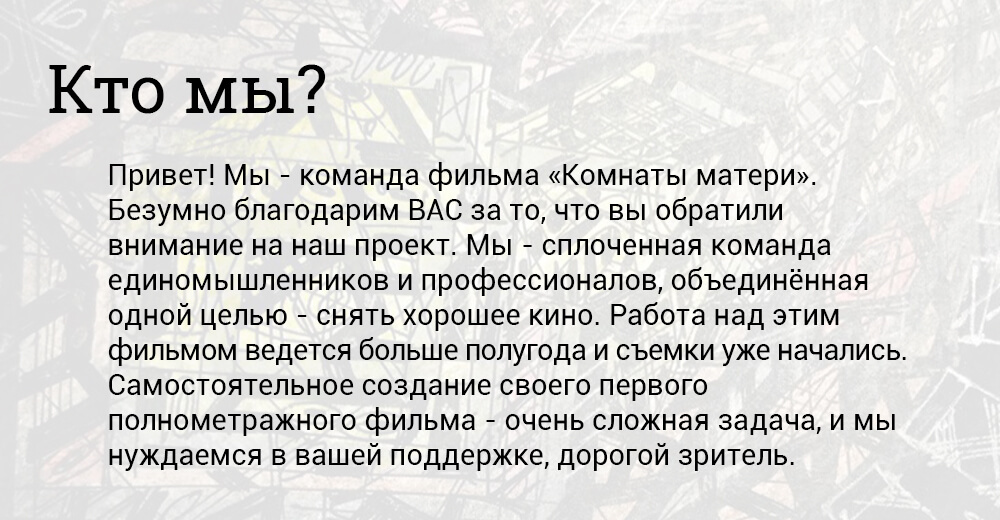 Кто мы?
Привет! Мы - команда фильма «Комнаты матери».
Безумно благодарим ВАС за то, что вы обратили
внимание на наш проект. Мы - сплоченная команда
единомышленников и профессионалов, объединённая
одной целью - снять хорошее кино. Работа над этим
фильмом ведется больше полугода и съемки уже начались.
Самостоятельное создание своего первого
полнометражного фильма - очень сложная задача, и мы
нуждаемся в вашей поддержке, дорогой зритель.